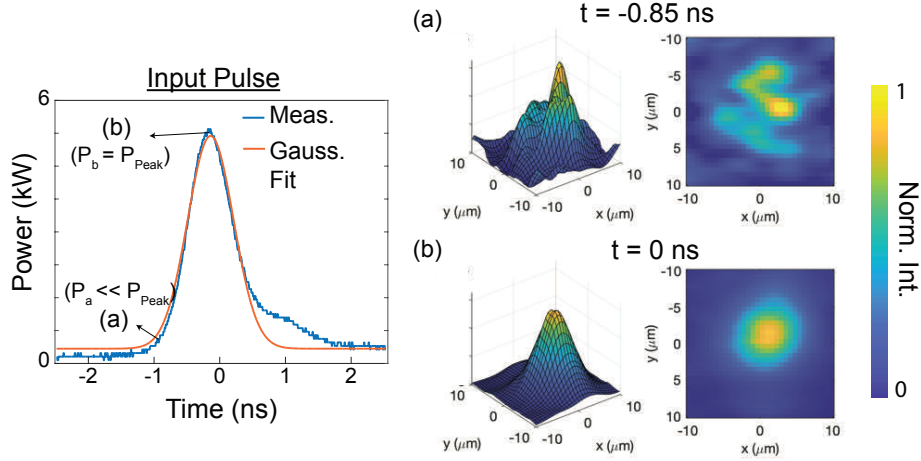 Input Pulse
6
Meas.
Gauss.
Fit
(b)
(P_b = P_Peak)
(P_a << P_Peak)
(a)
0
Power (kW)
-2 -1 0 1 2
Time (ns)
(a)
t = -0.85 ns
10
0
-10
y (μm)
-10
0
10
x (μm)
-10
-5
0
5
10
y (μm)
-10 0 10
x (μm)
(b)
t = 0 ns
10
0
-10
y (μm)
-10
0
10
x (μm)
-10
-5
0
5
10
y (μm)
-10 0 10
x (μm)
1
0
Norm. Int.